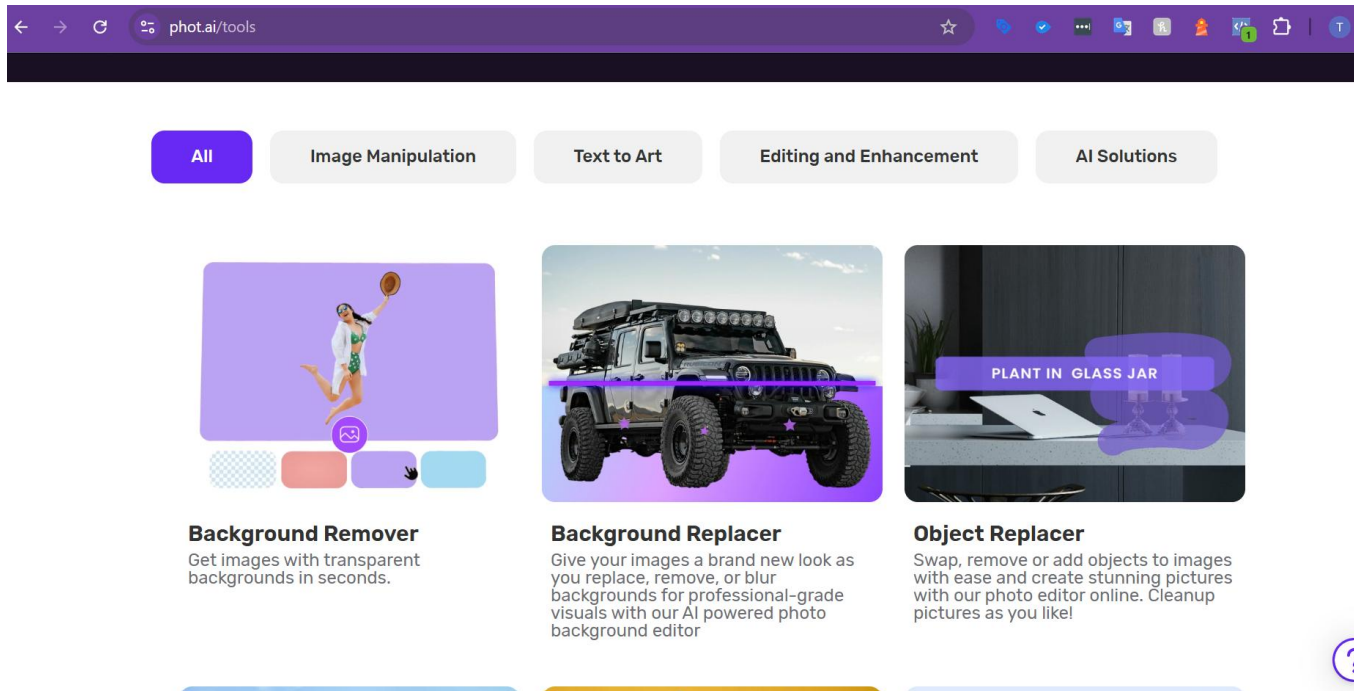 phot.ai/tools
1
T
All
Image Manipulation
Text to Art
Editing and Enhancement
AI Solutions
PLANT IN GLASS JAR
Background Remover
Get images with transparent
backgrounds in seconds.
Background Replacer
Give your images a brand new look as
you replace, remove, or blur
backgrounds for professional-grade
visuals with our AI powered photo
background editor
Object Replacer
Swap, remove or add objects to images
with ease and create stunning pictures
with our photo editor online. Cleanup
pictures as you like!
?